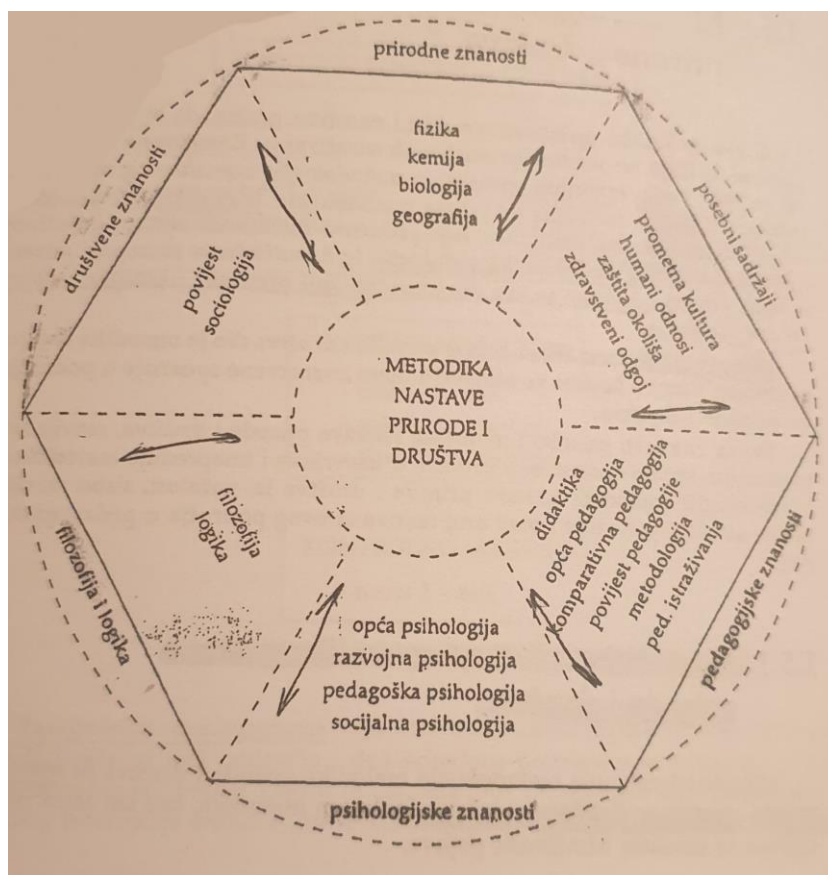 prirodne znanosti
fizika
kemija
biologija
geografija
posebni sadržaji
prometna kultura
humani odnosi
zaštita okoliša
zdravstveni odgoj
pedagogijske znanosti
didaktika
opća pedagogija
komparativna pedagogija
povijest pedagogije
metodologija
ped. istraživanja
psihologijske znanosti
opća psihologija
razvojna psihologija
pedagoška psihologija
socijalna psihologija
filozofija i logika
filozofija
logika
društvene znanosti
povijest
sociologija
METODIKA
NASTAVE
PRIRODE I
DRUŠTVA